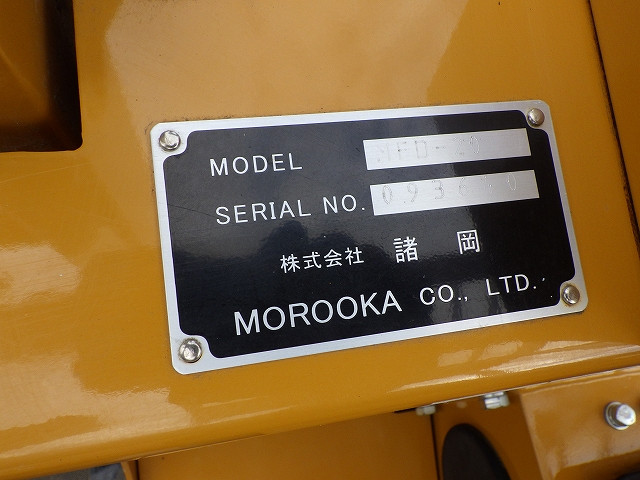 MODEL
SERIAL NO.
株式会社 諸岡
MOROOKA CO., LTD.